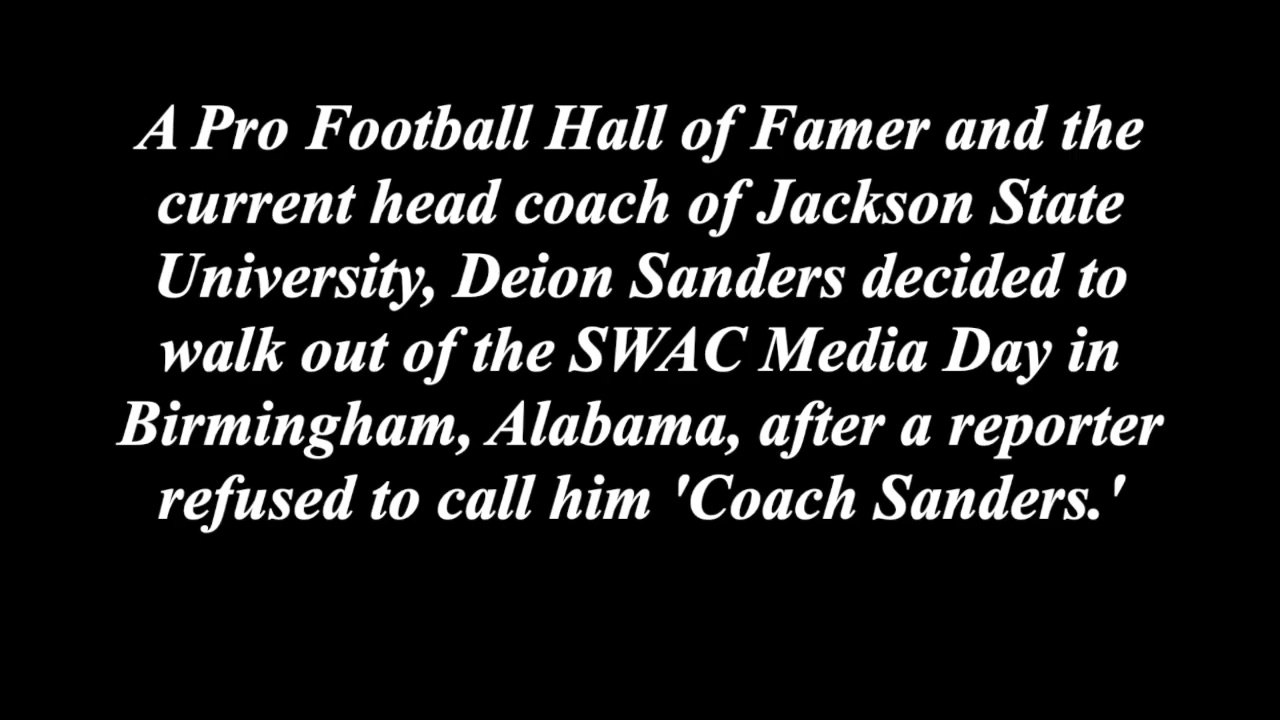 A Pro Football Hall of Famer and the
current head coach of Jackson State
University, Deion Sanders decided to
walk out of the SWAC Media Day in
Birmingham, Alabama, after a reporter
refused to call him 'Coach Sanders.'